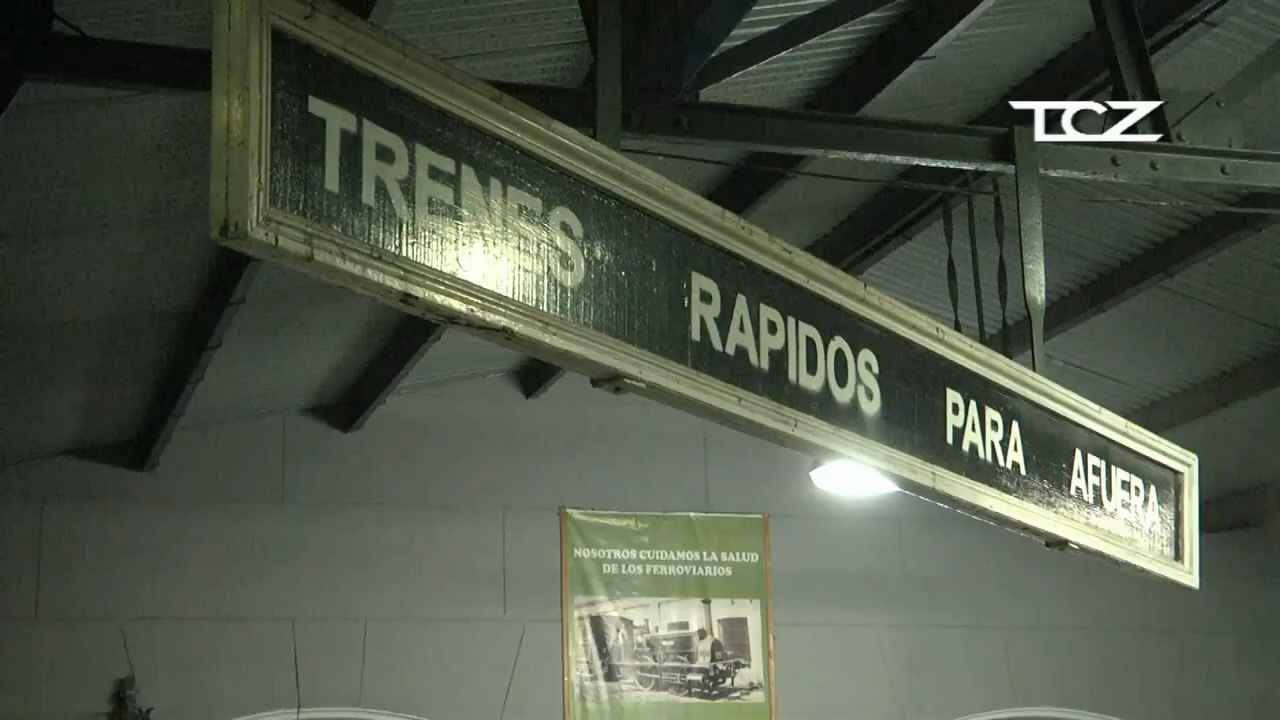 TCZ
TRENES RAPIDOS PARA AFUERA
NOSOTROS CUIDAMOS LA SALUD
DE LOS FERROVIARIOS